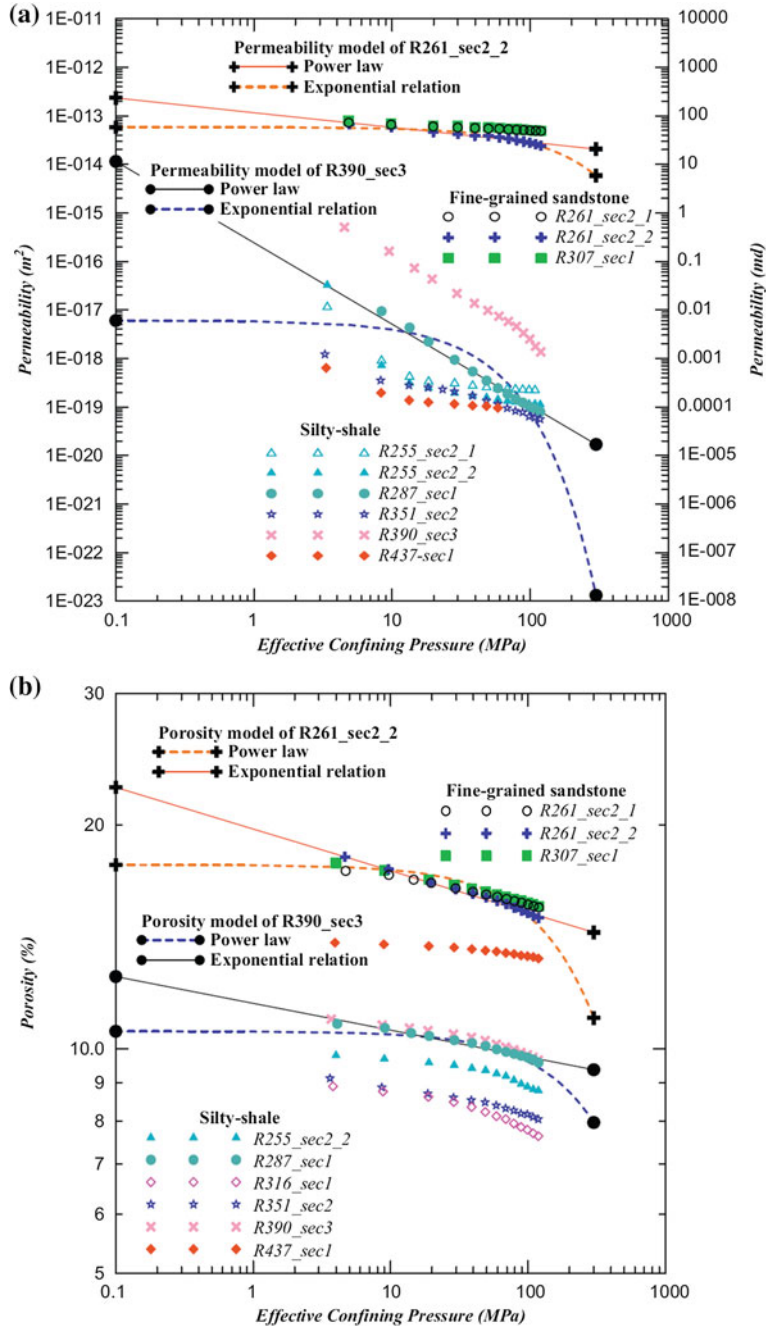 (a)
1E-011
1E-012
1E-013
1E-014
1E-015
1E-016
1E-017
1E-018
1E-019
1E-020
1E-021
1E-022
1E-023
Permeability (m²)
10000
1000
100
10
1
0.1
0.01
0.001
0.0001
1E-005
1E-006
1E-007
1E-008
Permeability (md)
Permeability model of R261_sec2_2
Power law
Exponential relation
Permeability model of R390_sec3
Power law
Exponential relation
Fine-grained sandstone
R261_sec2_1
R261_sec2_2
R307_sec1
Silty-shale
R255_sec2_1
R255_sec2_2
R287_sec1
R351_sec2
R390_sec3
R437-sec1
0.1 1 10 100 1000
Effective Confining Pressure (MPa)
(b)
30
20
10.0
9
8
7
6
5
Porosity (%)
Porosity model of R261_sec2_2
Power law
Exponential relation
Fine-grained sandstone
R261_sec2_1
R261_sec2_2
R307_sec1
Porosity model of R390_sec3
Power law
Exponential relation
Silty-shale
R255_sec2_2
R287_sec1
R316_sec1
R351_sec2
R390_sec3
R437_sec1
0.1 1 10 100 1000
Effective Confining Pressure (MPa)